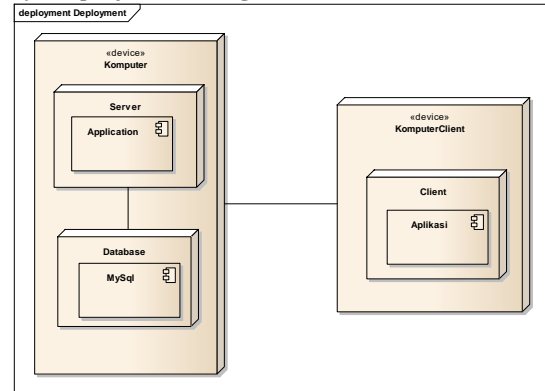 deployment Deployment
«device»
Komputer
Server
Application
Database
MySql
«device»
KomputerClient
Client
Aplikasi